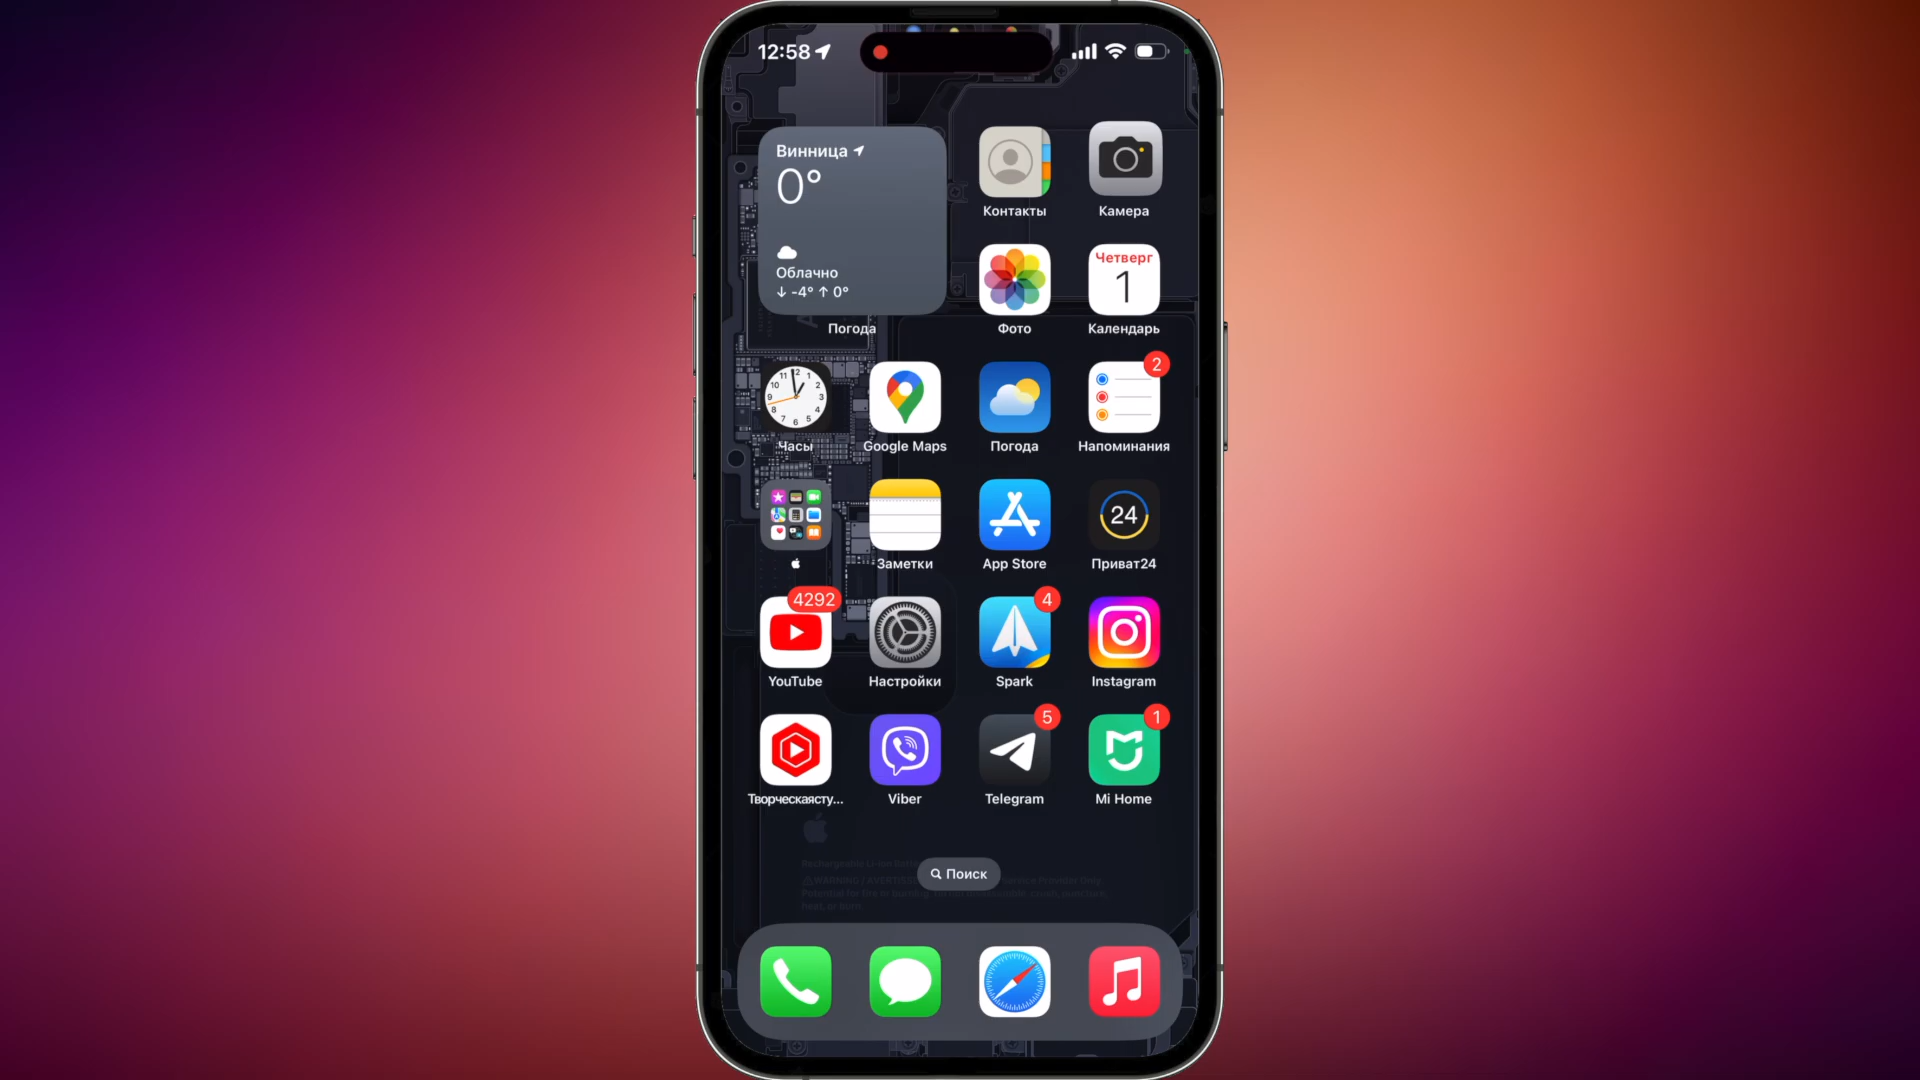 12:58
Винница
0°
Облачно
↓ -4° ↑ 0°
Погода
Контакты
Камера
Фото
Четверг
1
Календарь
Часы
Google Maps
Погода
2
Напоминания
Заметки
App Store
24
Приват24
4292
YouTube
Настройки
4
Spark
Instagram
Творческаясту...
Viber
5
Telegram
1
Mi Home
Поиск